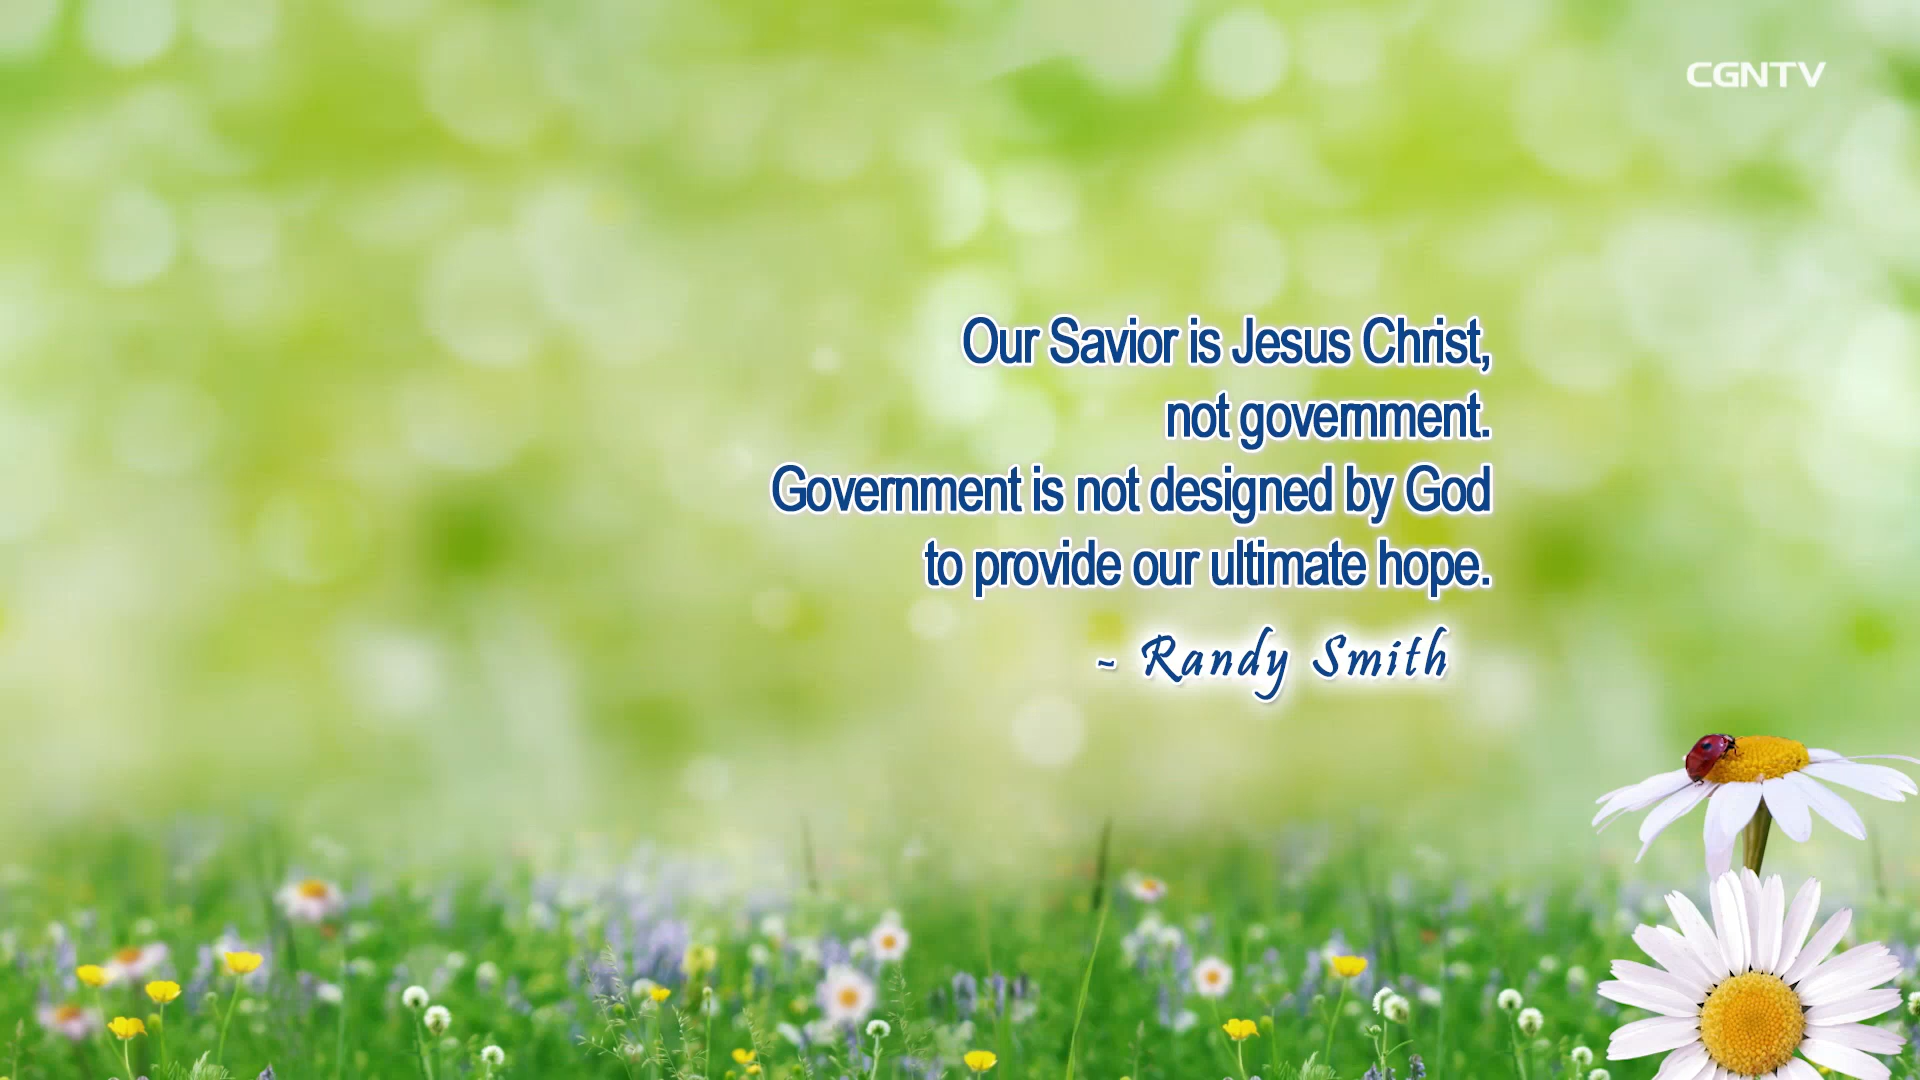 CGNTV
Our Savior is Jesus Christ,
not government.
Government is not designed by God
to provide our ultimate hope.
- Randy Smith